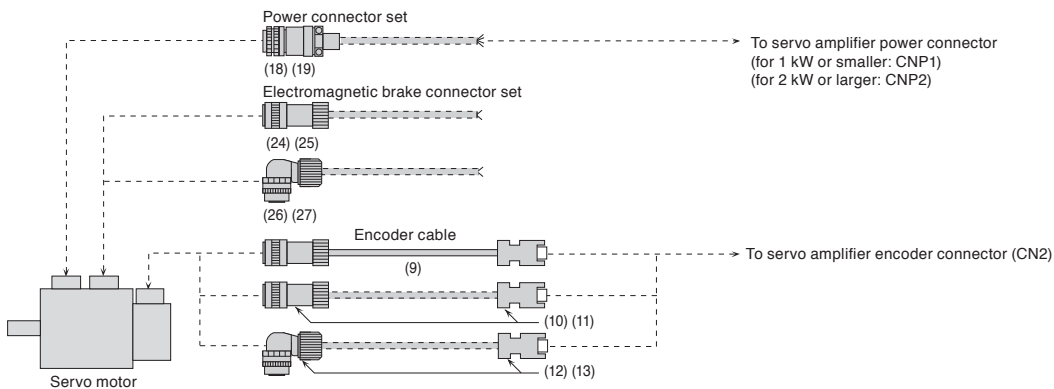 Power connector set
To servo amplifier power connector
(for 1 kW or smaller: CNP1)
(for 2 kW or larger: CNP2)
(18) (19)
Electromagnetic brake connector set
(24) (25)
(26) (27)
Encoder cable
To servo amplifier encoder connector (CN2)
(9)
(10) (11)
(12) (13)
Servo motor